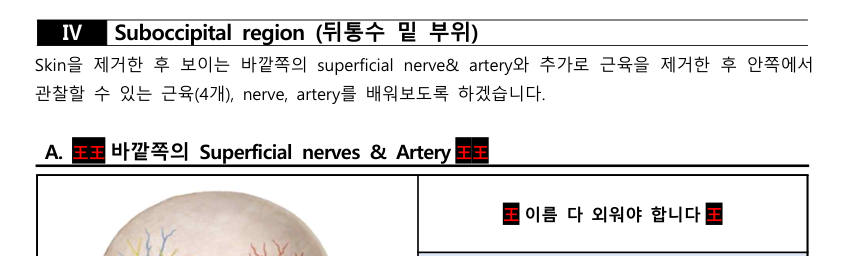 IV Suboccipital region (뒤통수 밑 부위)
Skin을 제거한 후 보이는 바깥쪽의 superficial nerve& artery와 추가로 근육을 제거한 후 안쪽에서
관찰할 수 있는 근육(4개), nerve, artery를 배워보도록 하겠습니다.
A. 王王 바깥쪽의 Superficial nerves & Artery 王王
王 이름 다 외워야 합니다 王